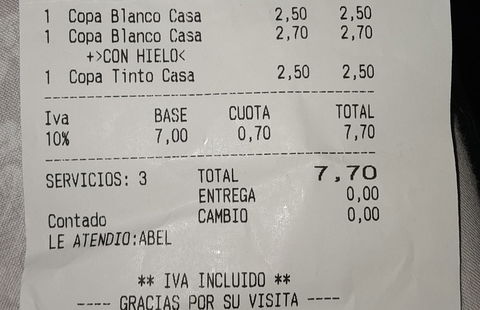 1 Copa Blanco Casa 2,50 2,50
1 Copa Blanco Casa 2,70 2,70
+>CON HIELO<
1 Copa Tinto Casa 2,50 2,50
Iva BASE CUOTA TOTAL
10% 7,00 0,70 7,70
SERVICIOS: 3 TOTAL 7,70
ENTREGA 0,00
Contado CAMBIO 0,00
LE ATENDIO:ABEL
** IVA INCLUIDO **
---- GRACIAS POR SU VISITA ----